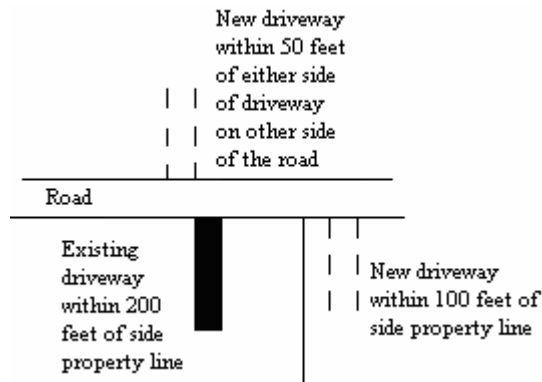 New driveway
within 50 feet
of either side
of driveway
on other side
of the road
Road
Existing
driveway
within 200
feet of side
property line
New driveway
within 100 feet of
side property line